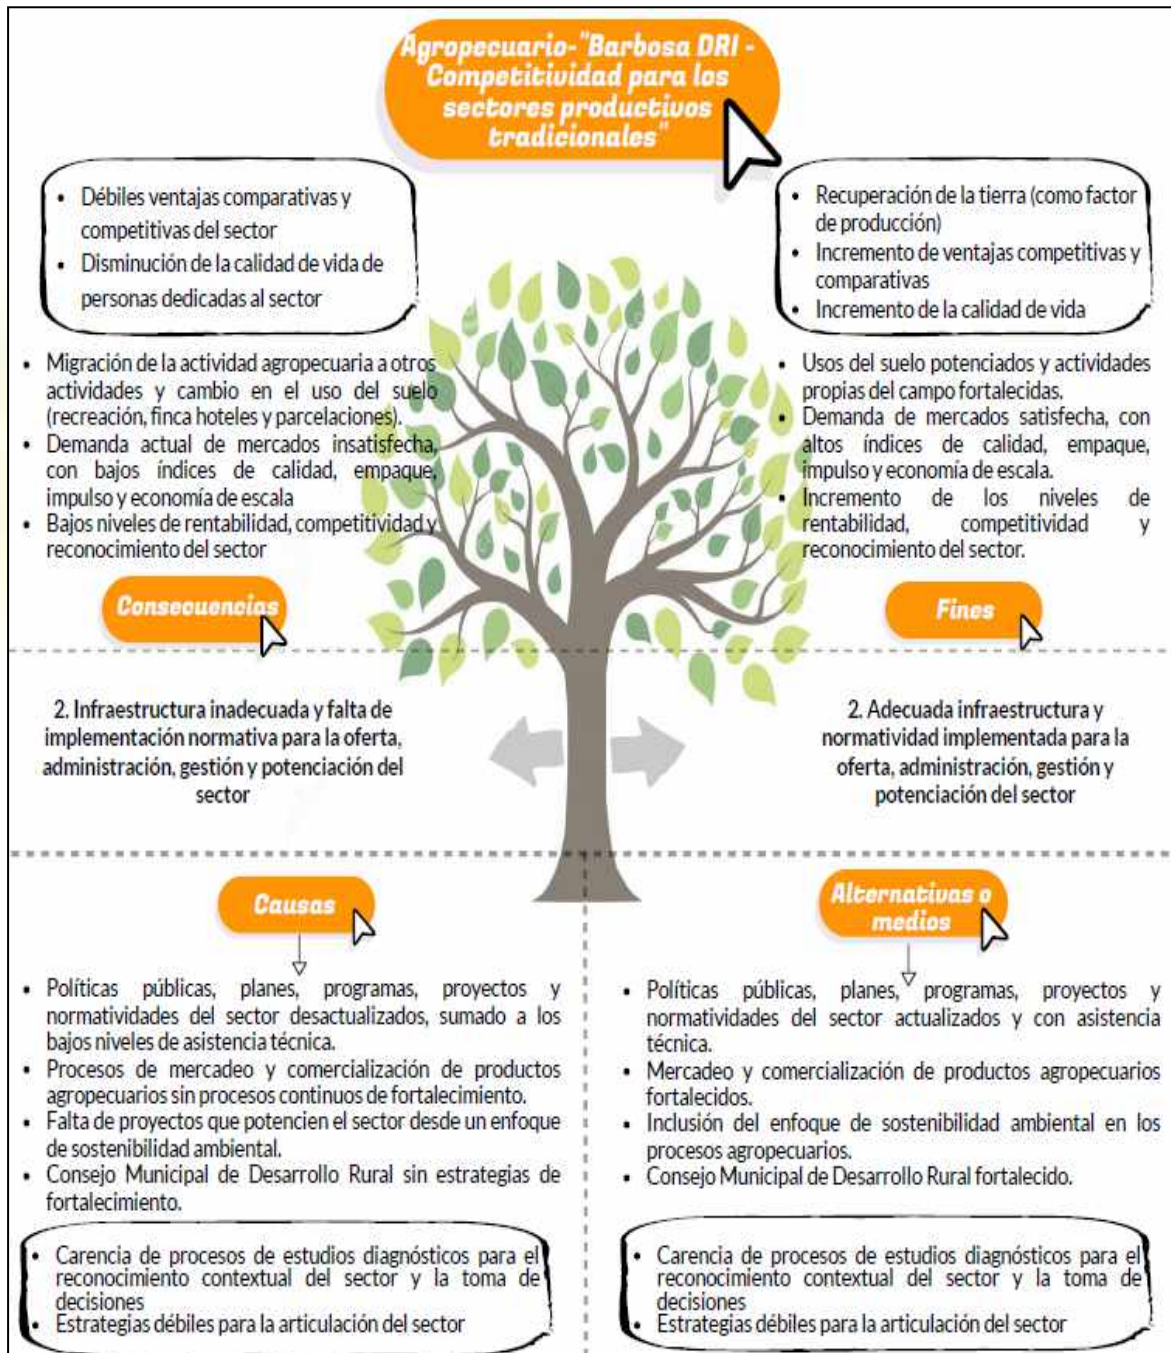 Agropecuario-"Barbosa DRI -
Competitividad para los
sectores productivos
tradicionales"
• Débiles ventajas comparativas y
competitivas del sector
• Disminución de la calidad de vida de
personas dedicadas al sector
• Recuperación de la tierra (como factor
de producción)
• Incremento de ventajas competitivas y
comparativas
• Incremento de la calidad de vida
• Migración de la actividad agropecuaria a otros
actividades y cambio en el uso del suelo
(recreación, finca hoteles y parcelaciones).
• Demanda actual de mercados insatisfecha,
con bajos índices de calidad, empaque,
impulso y economía de escala
• Bajos niveles de rentabilidad, competitividad y
reconocimiento del sector
• Usos del suelo potenciados y actividades
propias del campo fortalecidas.
• Demanda de mercados satisfecha, con
altos índices de calidad, empaque,
impulso y economía de escala.
• Incremento de los niveles de
rentabilidad, competitividad y
reconocimiento del sector.
Consecuencias
Fines
2. Infraestructura inadecuada y falta de
implementación normativa para la oferta,
administración, gestión y potenciación del
sector
2. Adecuada infraestructura y
normatividad implementada para la
oferta, administración, gestión y
potenciación del sector
Causas
• Políticas públicas, planes, programas, proyectos y
normatividades del sector desactualizados, sumado a los
bajos niveles de asistencia técnica.
• Procesos de mercadeo y comercialización de productos
agropecuarios sin procesos continuos de fortalecimiento.
• Falta de proyectos que potencien el sector desde un enfoque
de sostenibilidad ambiental.
• Consejo Municipal de Desarrollo Rural sin estrategias de
fortalecimiento.
• Carencia de procesos de estudios diagnósticos para el
reconocimiento contextual del sector y la toma de
decisiones
• Estrategias débiles para la articulación del sector
Alternativas o
medios
• Políticas públicas, planes, programas, proyectos y
normatividades del sector actualizados y con asistencia
técnica.
• Mercadeo y comercialización de productos agropecuarios
fortalecidos.
• Inclusión del enfoque de sostenibilidad ambiental en los
procesos agropecuarios.
• Consejo Municipal de Desarrollo Rural fortalecido.
• Carencia de procesos de estudios diagnósticos para el
reconocimiento contextual del sector y la toma de
decisiones
• Estrategias débiles para la articulación del sector